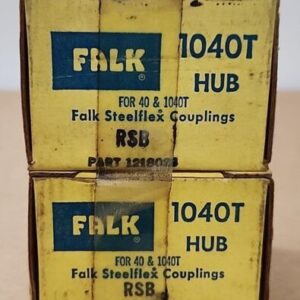 FALK 1040T
HUB
FOR 40 & 1040T
Falk Steelflex Couplings
RSB
FALK 1040T
HUB
FOR 40 & 1040T
Falk Steelflex Couplings
RSB